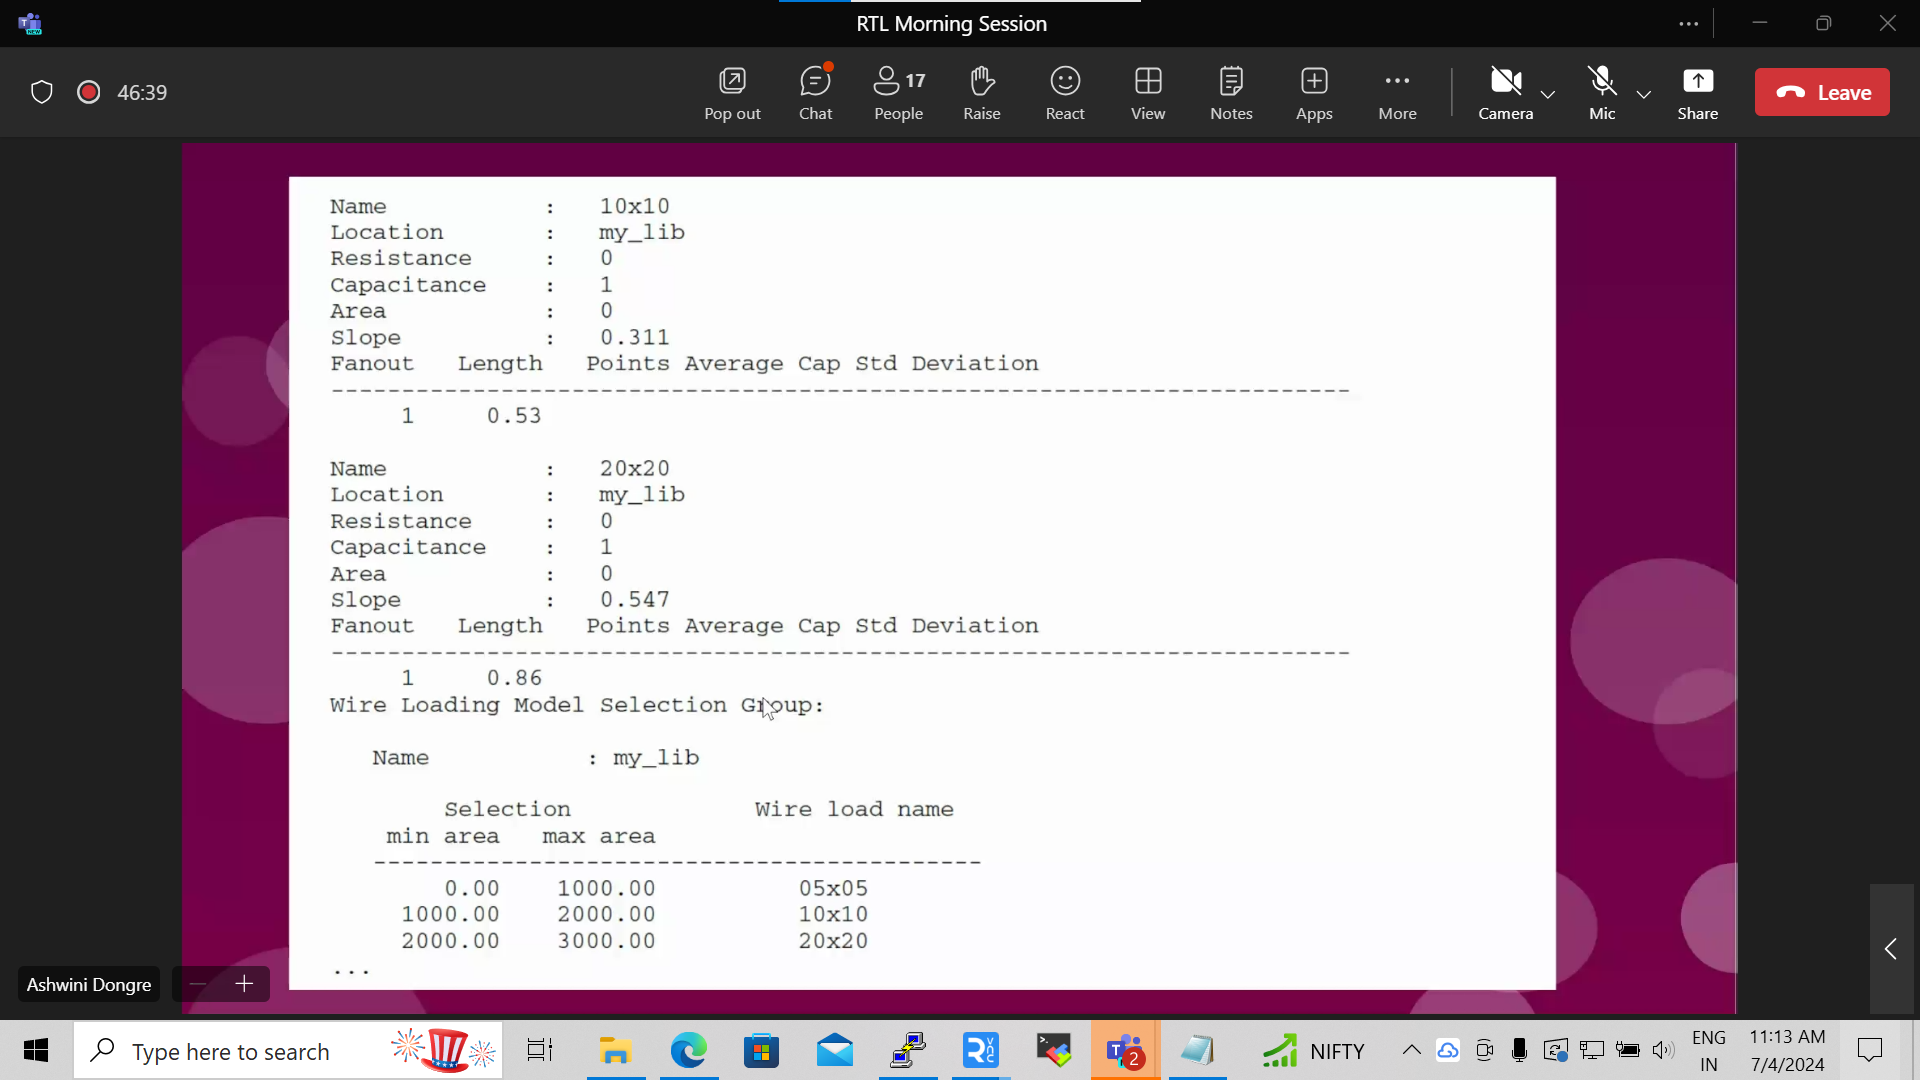 RTL Morning Session
46:39
Pop out
Chat
17
People
Raise
React
View
Notes
Apps
More
Camera
Mic
Share
Leave
Name : 10x10
Location : my_lib
Resistance : 0
Capacitance : 1
Area : 0
Slope : 0.311
Fanout Length Points Average Cap Std Deviation
------------------------------------------------------------------------
1 0.53
Name : 20x20
Location : my_lib
Resistance : 0
Capacitance : 1
Area : 0
Slope : 0.547
Fanout Length Points Average Cap Std Deviation
------------------------------------------------------------------------
1 0.86
Wire Loading Model Selection Group:
Name : my_lib
Selection Wire load name
min area max area
-------------------------------------------
0.00 1000.00 05x05
1000.00 2000.00 10x10
2000.00 3000.00 20x20
...
Ashwini Dongre
Type here to search
2
NIFTY
ENG
IN
11:13 AM
7/4/2024